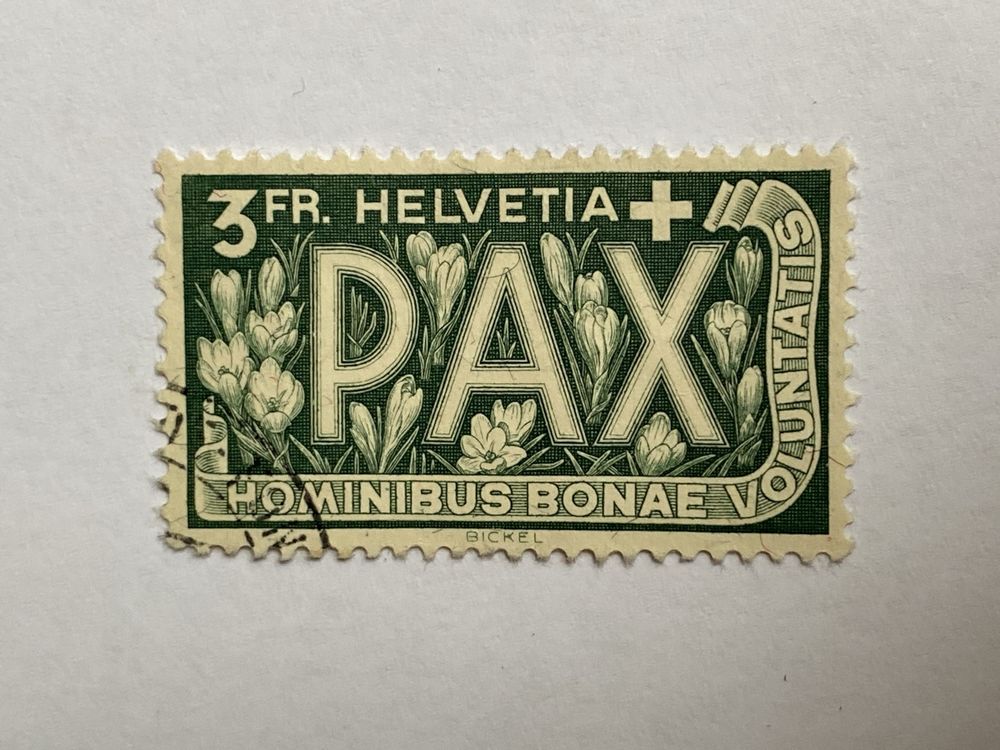 3 FR. HELVETIA
PAX
HOMINIBUS BONAE VOLUNTATIS
BICKEL